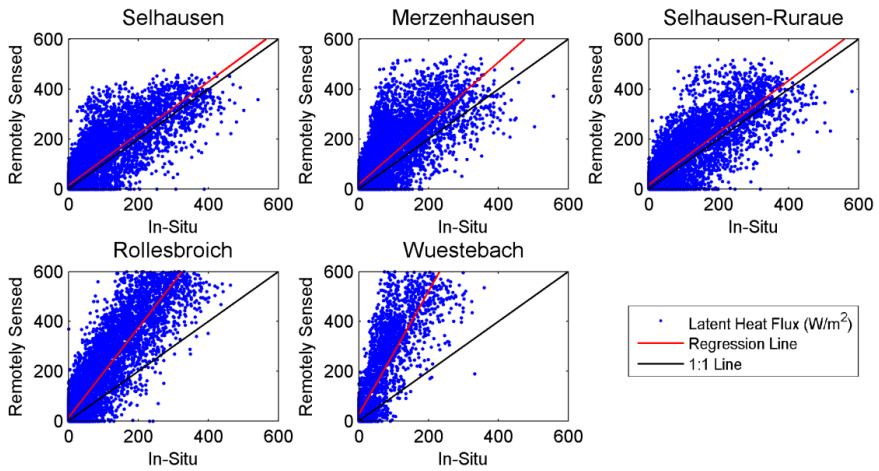 Selhausen
Merzenhausen
Selhausen-Ruraue
600
400
200
0
Remotely Sensed
0 200 400 600
In-Situ
600
400
200
0
Remotely Sensed
0 200 400 600
In-Situ
600
400
200
0
Remotely Sensed
0 200 400 600
In-Situ
Rollesbroich
Wuestebach
600
400
200
0
Remotely Sensed
0 200 400 600
In-Situ
600
400
200
0
Remotely Sensed
0 200 400 600
In-Situ
Latent Heat Flux (W/m²)
Regression Line
1:1 Line